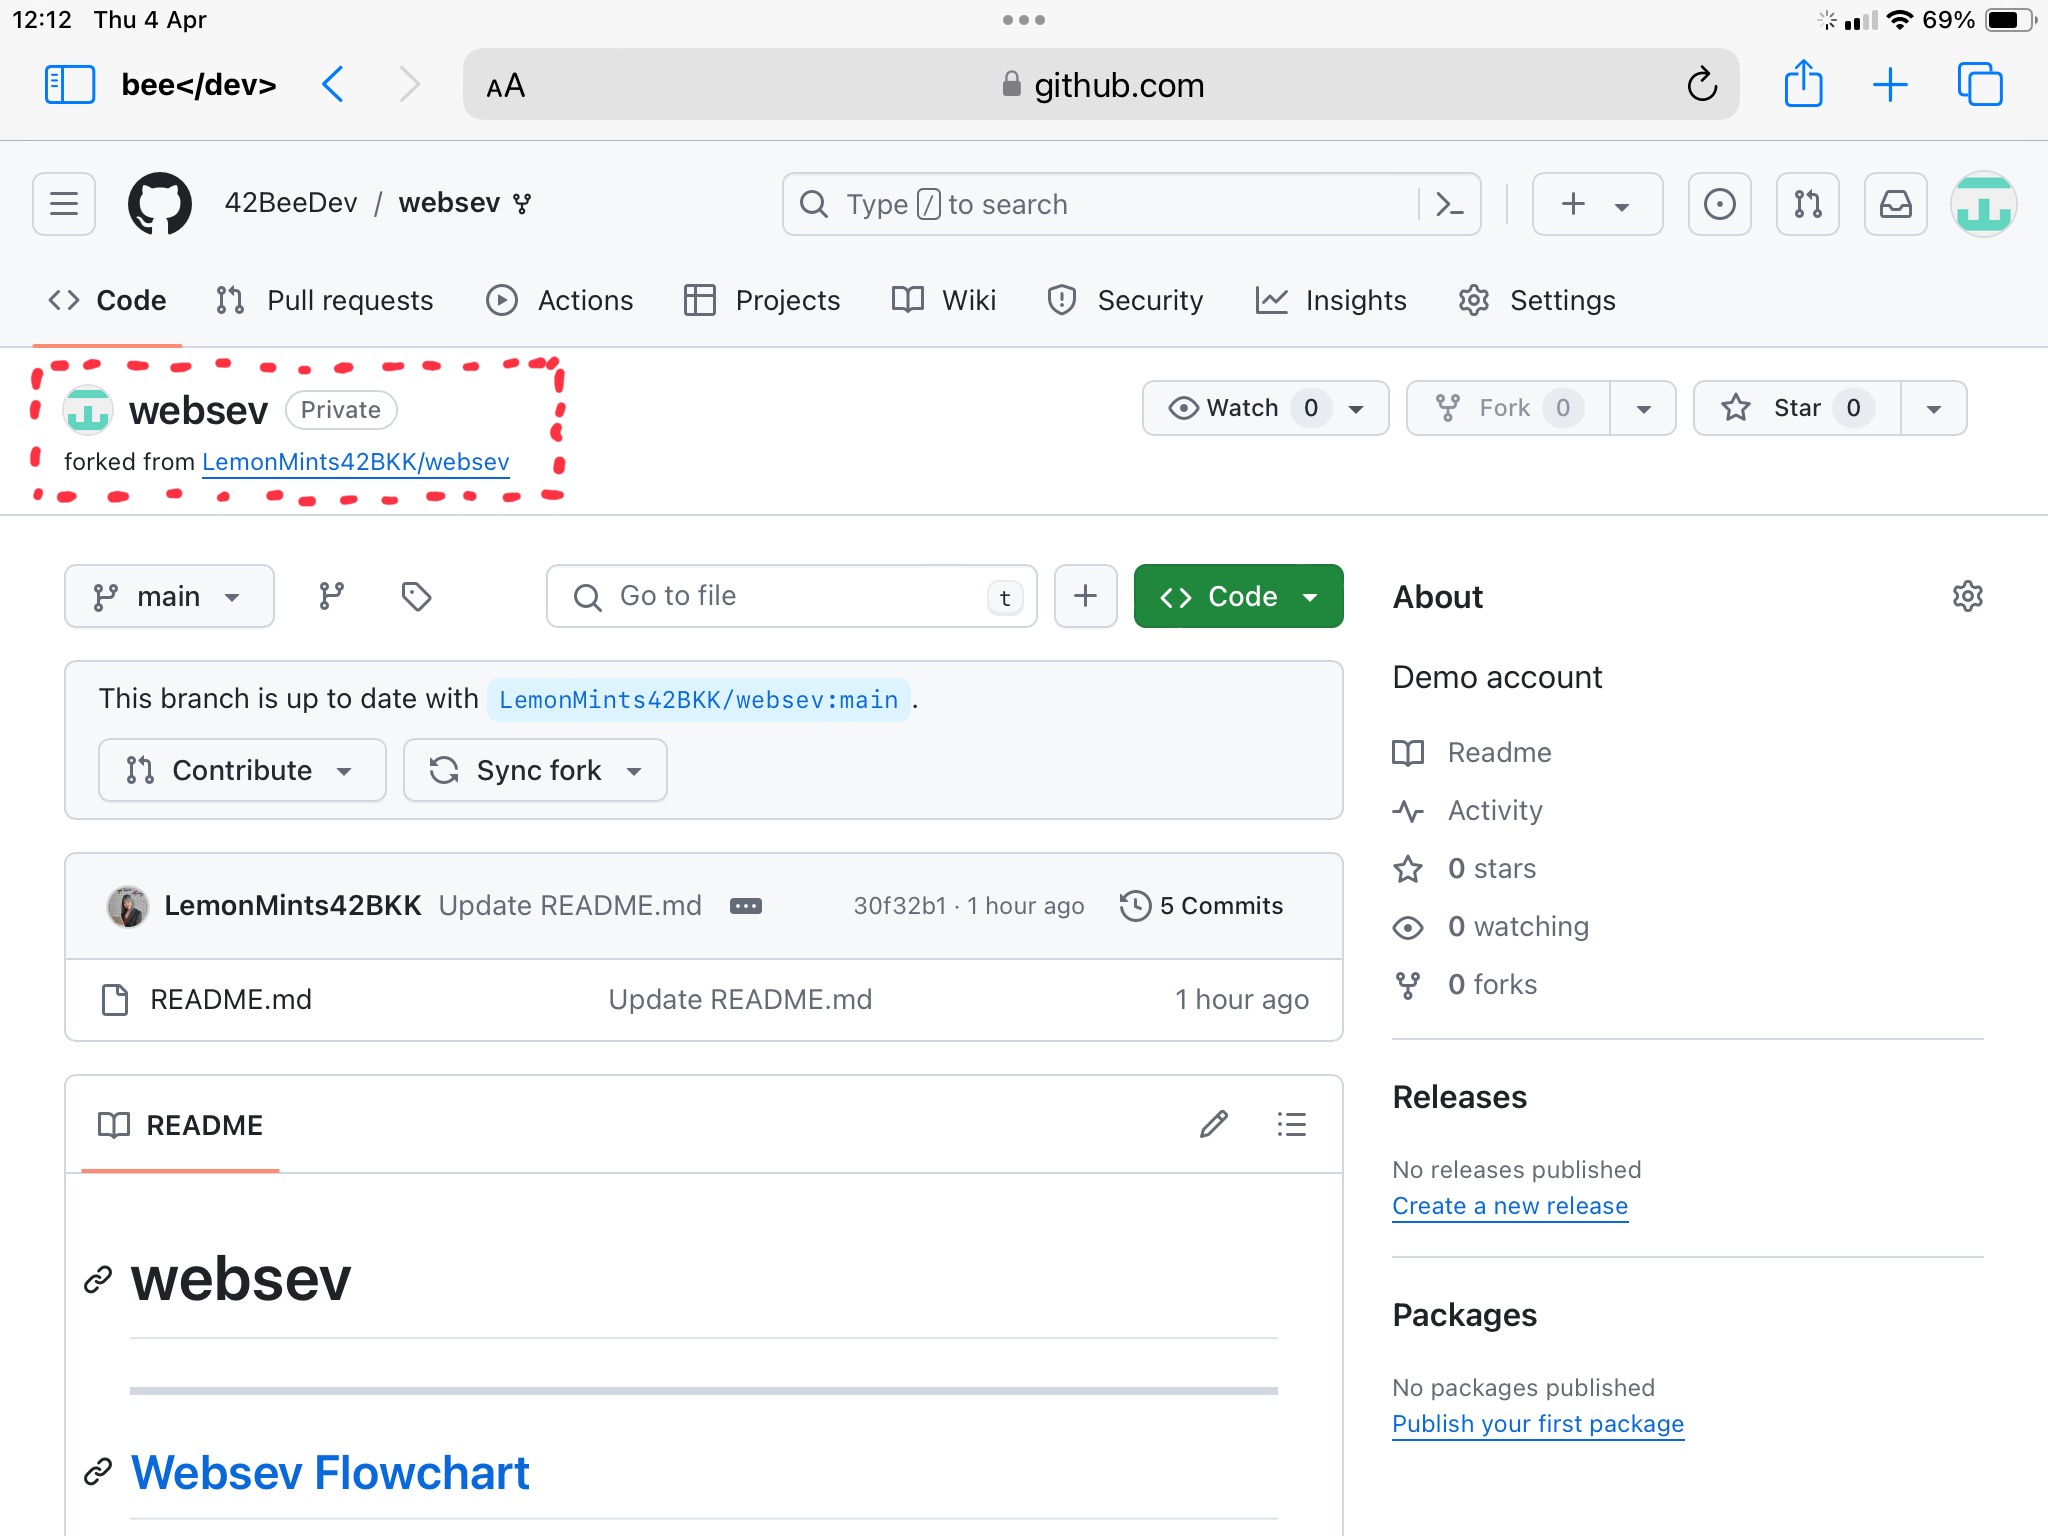 12:12 Thu 4 Apr
69%
bee</dev>
AA github.com
42BeeDev / websev
Type / to search
Code Pull requests Actions Projects Wiki Security Insights Settings
websev Private
forked from LemonMints42BKK/websev
Watch 0 Fork 0 Star 0
main
Go to file t
Code
This branch is up to date with LemonMints42BKK/websev:main .
Contribute Sync fork
LemonMints42BKK Update README.md 30f32b1 · 1 hour ago 5 Commits
README.md Update README.md 1 hour ago
README
websev
Websev Flowchart
About
Demo account
Readme
Activity
0 stars
0 watching
0 forks
Releases
No releases published
Create a new release
Packages
No packages published
Publish your first package